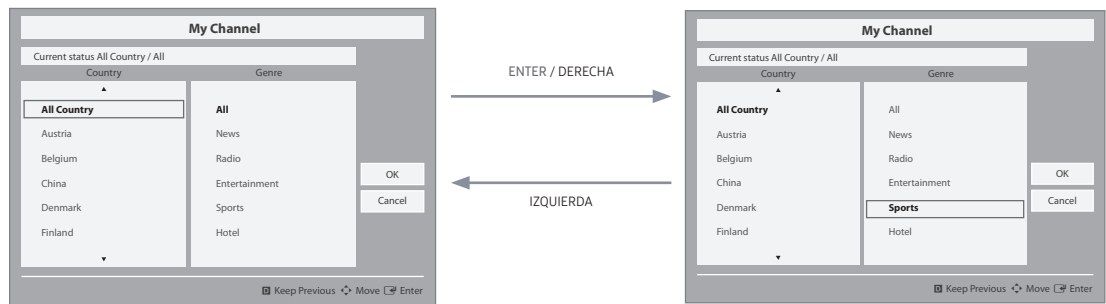 My Channel
Current status All Country / All
Country Genre
All Country All
Austria News
Belgium Radio
China Entertainment
Denmark Sports
Finland Hotel
OK
Cancel
D Keep Previous Move Enter
ENTER / DERECHA
IZQUIERDA
My Channel
Current status All Country / All
Country Genre
All Country All
Austria News
Belgium Radio
China Entertainment
Denmark Sports
Finland Hotel
OK
Cancel
D Keep Previous Move Enter